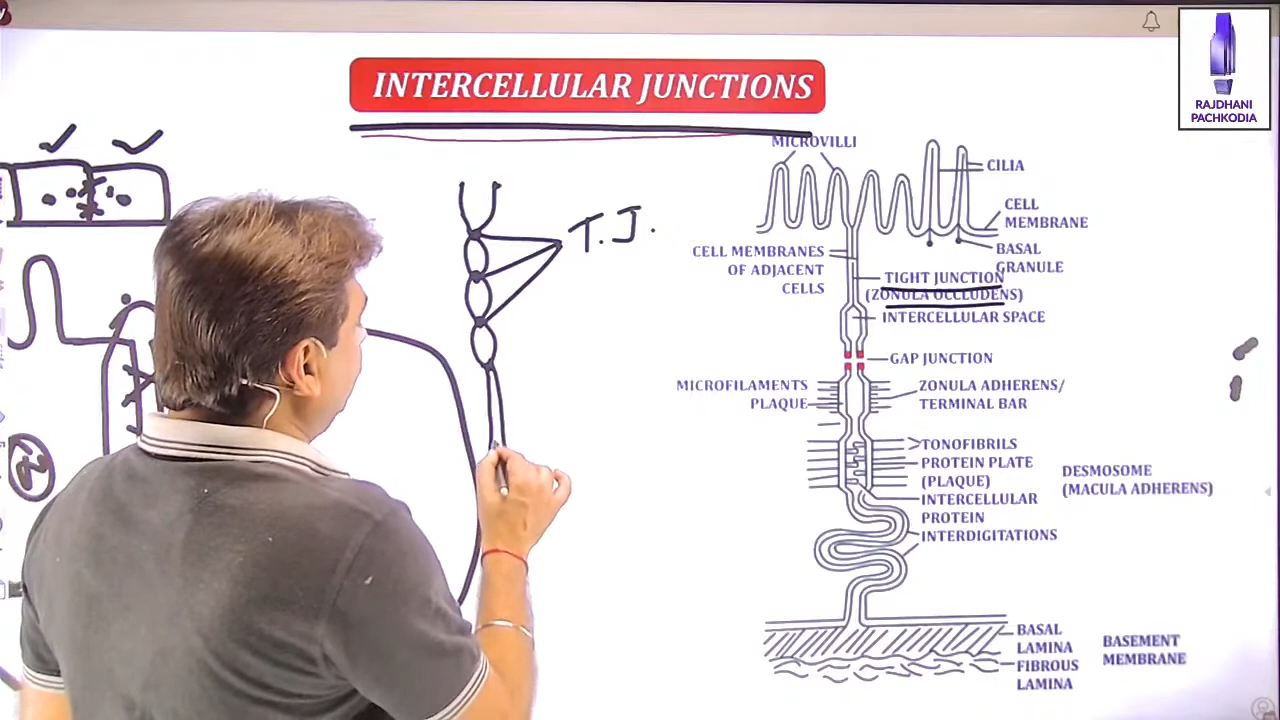 INTERCELLULAR JUNCTIONS
RAJDHANI
PACHKODIA
T.J.
MICROVILLI
CILIA
CELL
MEMBRANE
BASAL
GRANULE
CELL MEMBRANES
OF ADJACENT
CELLS
TIGHT JUNCTION
(ZONULA OCCLUDENS)
INTERCELLULAR SPACE
GAP JUNCTION
MICROFILAMENTS
PLAQUE
ZONULA ADHERENS/
TERMINAL BAR
TONOFIBRILS
PROTEIN PLATE
(PLAQUE)
DESMOSOME
(MACULA ADHERENS)
INTERCELLULAR
PROTEIN
INTERDIGITATIONS
BASAL
LAMINA
FIBROUS
LAMINA
BASEMENT
MEMBRANE